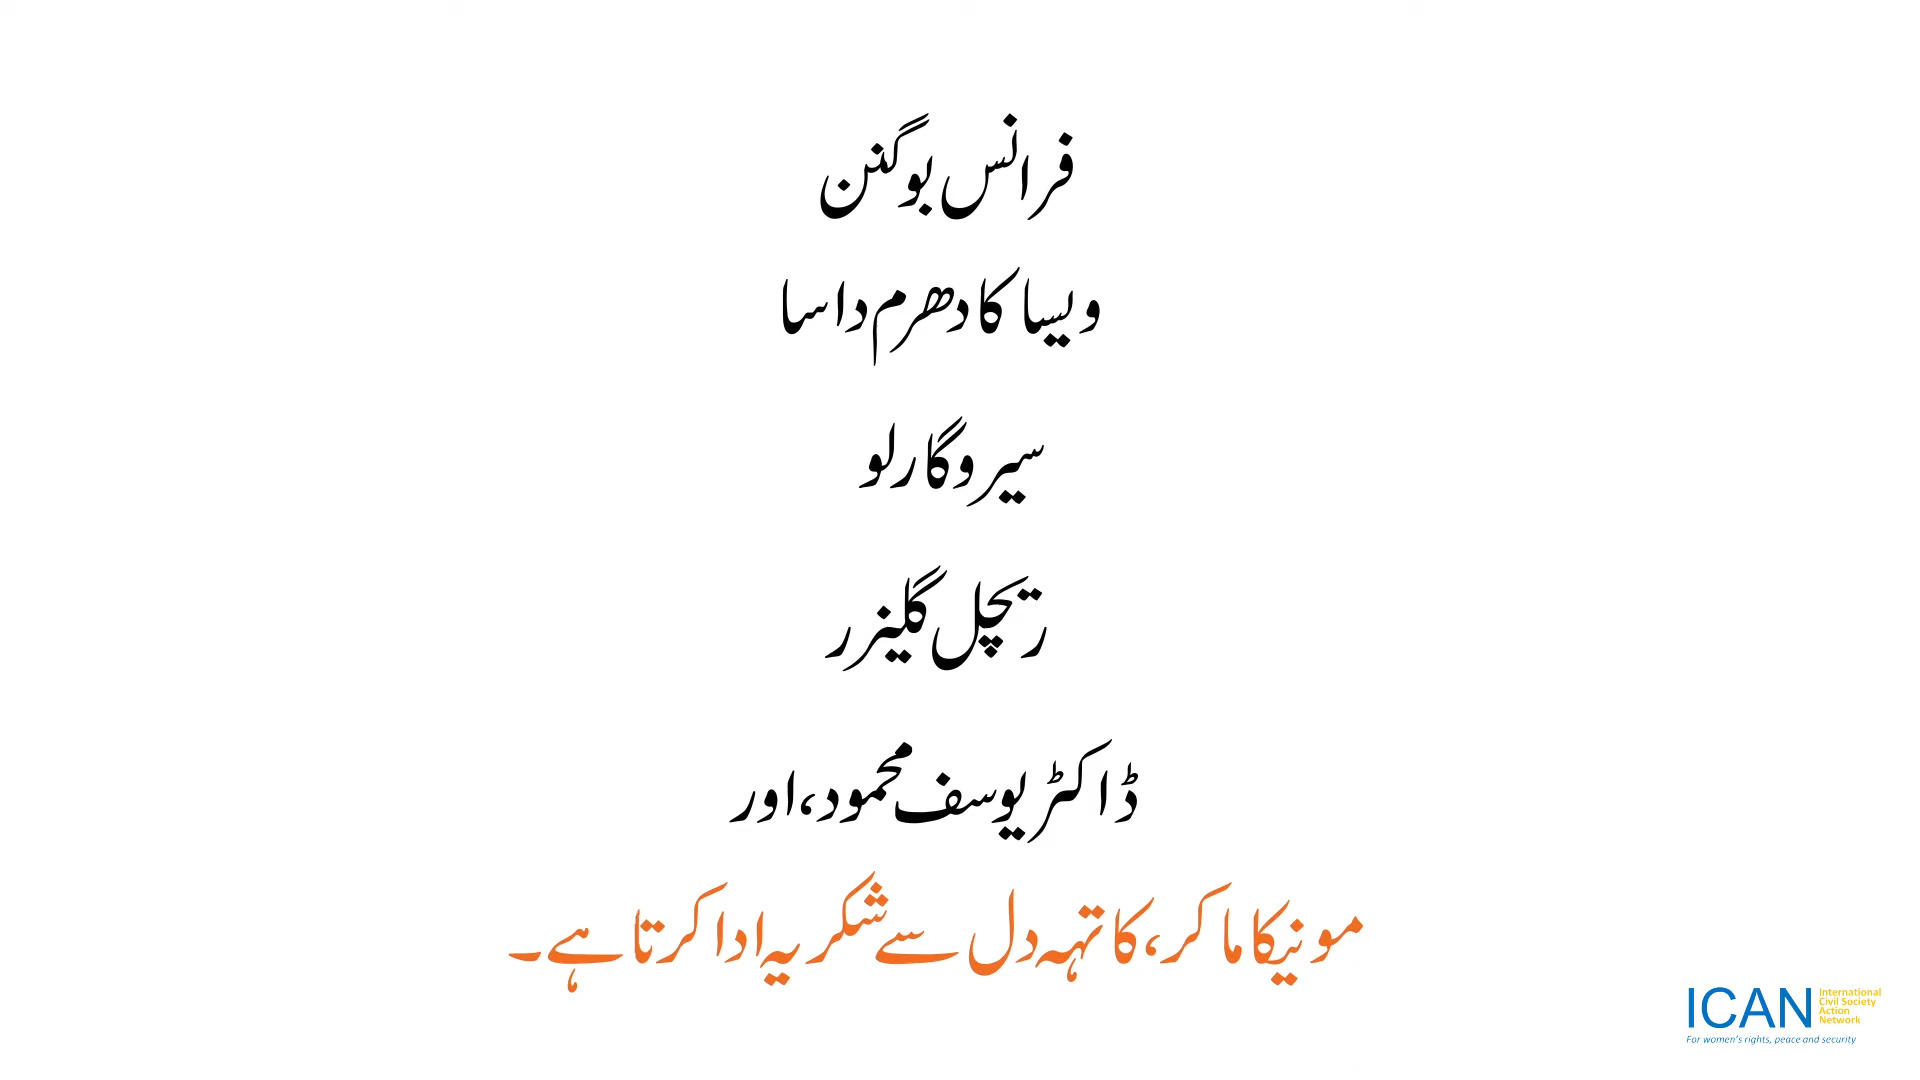 فرانس بوگنن
ویسا کا دھرم داسا
سیرو گارلو
ریچل گلیزر
ڈاکٹر یوسف محمود، اور
مونیکا ماکر، کا تہہ دل سے شکریہ ادا کرتا ہے۔
ICAN
International
Civil Society
Action
Network
For women's rights, peace and security